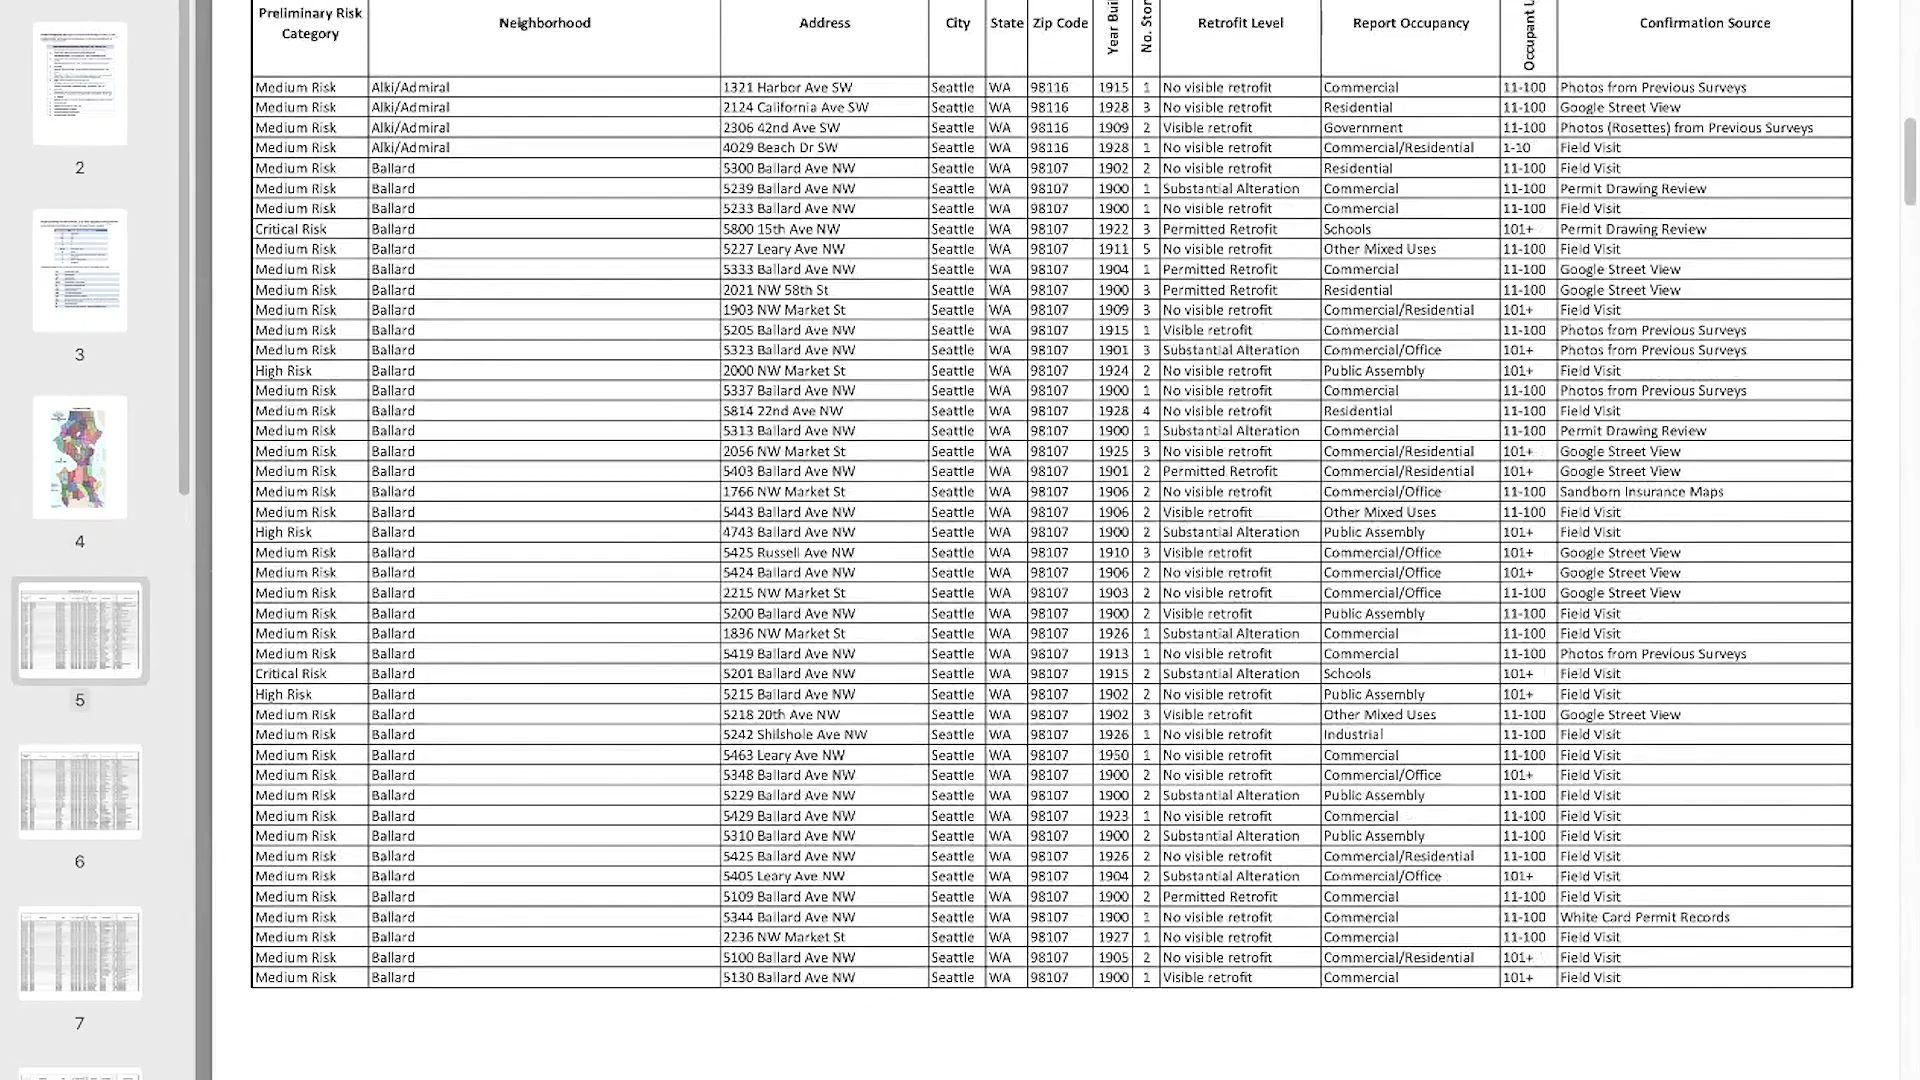 Preliminary Risk Category Neighborhood Address City State Zip Code Year Buil No. Stor Retrofit Level Report Occupancy Occupant L Confirmation Source
Medium Risk Alki/Admiral 1321 Harbor Ave SW Seattle WA 98116 1915 1 No visible retrofit Commercial 11-100 Photos from Previous Surveys
Medium Risk Alki/Admiral 2124 California Ave SW Seattle WA 98116 1928 3 No visible retrofit Residential 11-100 Google Street View
Medium Risk Alki/Admiral 2306 42nd Ave SW Seattle WA 98116 1909 2 Visible retrofit Government 11-100 Photos (Rosettes) from Previous Surveys
Medium Risk Alki/Admiral 4029 Beach Dr SW Seattle WA 98116 1928 1 No visible retrofit Commercial/Residential 1-10 Field Visit
Medium Risk Ballard 5300 Ballard Ave NW Seattle WA 98107 1902 2 No visible retrofit Residential 11-100 Field Visit
Medium Risk Ballard 5239 Ballard Ave NW Seattle WA 98107 1900 1 Substantial Alteration Commercial 11-100 Permit Drawing Review
Medium Risk Ballard 5233 Ballard Ave NW Seattle WA 98107 1900 1 No visible retrofit Commercial 11-100 Field Visit
Critical Risk Ballard 5800 15th Ave NW Seattle WA 98107 1922 3 Permitted Retrofit Schools 101+ Permit Drawing Review
Medium Risk Ballard 5227 Leary Ave NW Seattle WA 98107 1911 5 No visible retrofit Other Mixed Uses 11-100 Field Visit
Medium Risk Ballard 5333 Ballard Ave NW Seattle WA 98107 1904 1 Permitted Retrofit Commercial 11-100 Google Street View
Medium Risk Ballard 2021 NW 58th St Seattle WA 98107 1900 3 Permitted Retrofit Residential 11-100 Google Street View
Medium Risk Ballard 1903 NW Market St Seattle WA 98107 1909 3 No visible retrofit Commercial/Residential 101+ Field Visit
Medium Risk Ballard 5205 Ballard Ave NW Seattle WA 98107 1915 1 Visible retrofit Commercial 11-100 Photos from Previous Surveys
Medium Risk Ballard 5323 Ballard Ave NW Seattle WA 98107 1901 3 Substantial Alteration Commercial/Office 101+ Photos from Previous Surveys
High Risk Ballard 2000 NW Market St Seattle WA 98107 1924 2 No visible retrofit Public Assembly 101+ Field Visit
Medium Risk Ballard 5337 Ballard Ave NW Seattle WA 98107 1900 1 No visible retrofit Commercial 11-100 Photos from Previous Surveys
Medium Risk Ballard 5814 22nd Ave NW Seattle WA 98107 1928 4 No visible retrofit Residential 11-100 Field Visit
Medium Risk Ballard 5313 Ballard Ave NW Seattle WA 98107 1900 1 Substantial Alteration Commercial 11-100 Permit Drawing Review
Medium Risk Ballard 2056 NW Market St Seattle WA 98107 1925 3 No visible retrofit Commercial/Residential 101+ Google Street View
Medium Risk Ballard 5403 Ballard Ave NW Seattle WA 98107 1901 2 Permitted Retrofit Commercial/Residential 101+ Google Street View
Medium Risk Ballard 1766 NW Market St Seattle WA 98107 1906 2 No visible retrofit Commercial/Office 11-100 Sandborn Insurance Maps
Medium Risk Ballard 5443 Ballard Ave NW Seattle WA 98107 1906 2 Visible retrofit Other Mixed Uses 11-100 Field Visit
High Risk Ballard 4743 Ballard Ave NW Seattle WA 98107 1900 2 Substantial Alteration Public Assembly 101+ Field Visit
Medium Risk Ballard 5425 Russell Ave NW Seattle WA 98107 1910 3 Visible retrofit Commercial/Office 101+ Google Street View
Medium Risk Ballard 5424 Ballard Ave NW Seattle WA 98107 1906 2 No visible retrofit Commercial/Office 101+ Google Street View
Medium Risk Ballard 2215 NW Market St Seattle WA 98107 1903 2 No visible retrofit Commercial/Office 11-100 Google Street View
Medium Risk Ballard 5200 Ballard Ave NW Seattle WA 98107 1900 2 Visible retrofit Public Assembly 11-100 Field Visit
Medium Risk Ballard 1836 NW Market St Seattle WA 98107 1926 1 Substantial Alteration Commercial 11-100 Field Visit
Medium Risk Ballard 5419 Ballard Ave NW Seattle WA 98107 1913 1 No visible retrofit Commercial 11-100 Photos from Previous Surveys
Critical Risk Ballard 5201 Ballard Ave NW Seattle WA 98107 1915 2 Substantial Alteration Schools 101+ Field Visit
High Risk Ballard 5215 Ballard Ave NW Seattle WA 98107 1902 2 No visible retrofit Public Assembly 101+ Field Visit
Medium Risk Ballard 5218 20th Ave NW Seattle WA 98107 1902 3 Visible retrofit Other Mixed Uses 11-100 Google Street View
Medium Risk Ballard 5242 Shilshole Ave NW Seattle WA 98107 1926 1 No visible retrofit Industrial 11-100 Field Visit
Medium Risk Ballard 5463 Leary Ave NW Seattle WA 98107 1950 1 No visible retrofit Commercial 11-100 Field Visit
Medium Risk Ballard 5348 Ballard Ave NW Seattle WA 98107 1900 2 No visible retrofit Commercial/Office 101+ Field Visit
Medium Risk Ballard 5229 Ballard Ave NW Seattle WA 98107 1900 2 Substantial Alteration Public Assembly 11-100 Field Visit
Medium Risk Ballard 5429 Ballard Ave NW Seattle WA 98107 1923 1 No visible retrofit Commercial 11-100 Field Visit
Medium Risk Ballard 5310 Ballard Ave NW Seattle WA 98107 1900 2 Substantial Alteration Public Assembly 11-100 Field Visit
Medium Risk Ballard 5425 Ballard Ave NW Seattle WA 98107 1926 2 No visible retrofit Commercial/Residential 11-100 Field Visit
Medium Risk Ballard 5405 Leary Ave NW Seattle WA 98107 1904 2 Substantial Alteration Commercial/Office 101+ Field Visit
Medium Risk Ballard 5109 Ballard Ave NW Seattle WA 98107 1900 2 Permitted Retrofit Commercial 11-100 Field Visit
Medium Risk Ballard 5344 Ballard Ave NW Seattle WA 98107 1900 1 No visible retrofit Commercial 11-100 White Card Permit Records
Medium Risk Ballard 2236 NW Market St Seattle WA 98107 1927 1 No visible retrofit Commercial 11-100 Field Visit
Medium Risk Ballard 5100 Ballard Ave NW Seattle WA 98107 1905 2 No visible retrofit Commercial/Residential 101+ Field Visit
Medium Risk Ballard 5130 Ballard Ave NW Seattle WA 98107 1900 1 Visible retrofit Commercial 101+ Field Visit
2
3
4
5
6
7